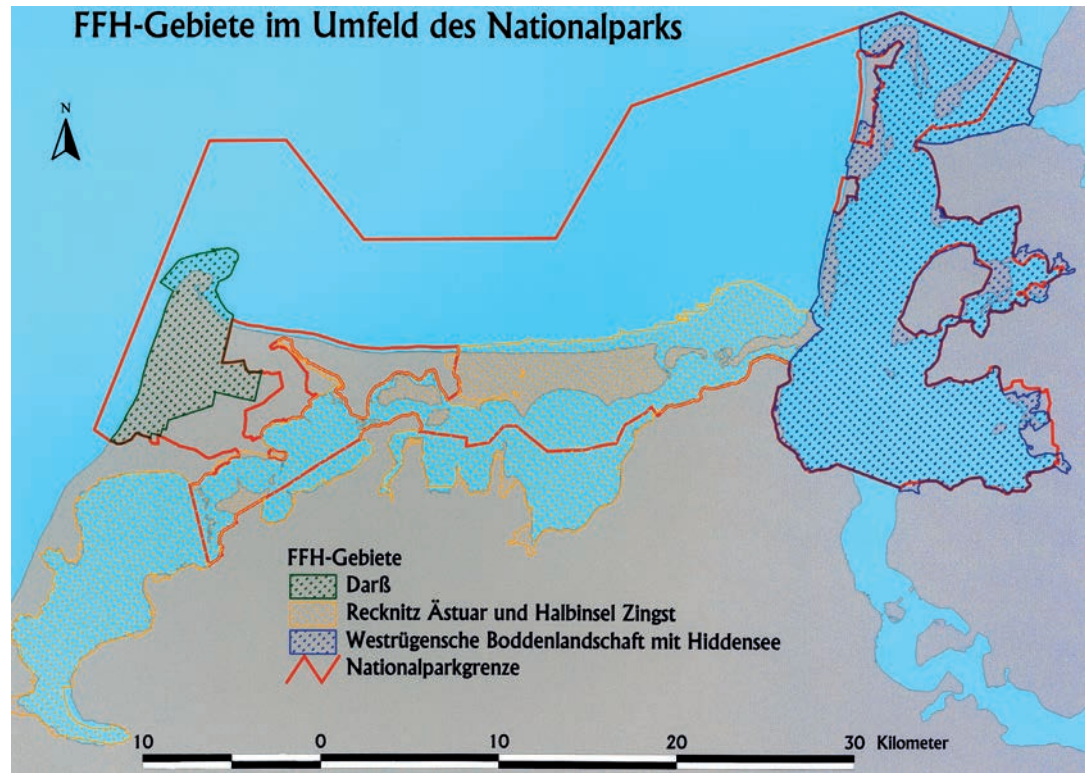 FFH-Gebiete im Umfeld des Nationalparks
N
FFH-Gebiete
Darß
Recknitz Ästuar und Halbinsel Zingst
Westrügensche Boddenlandschaft mit Hiddensee
Nationalparkgrenze
10 0 10 20 30 Kilometer